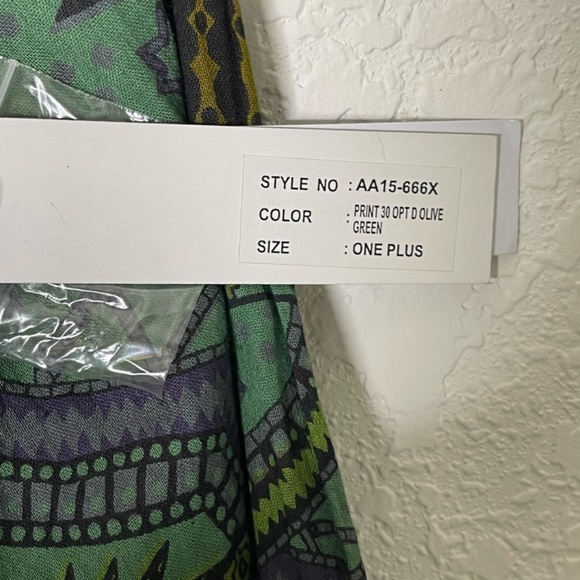 STYLE NO : AA15-666X
COLOR : PRINT 30 OPT D OLIVE
GREEN
SIZE : ONE PLUS